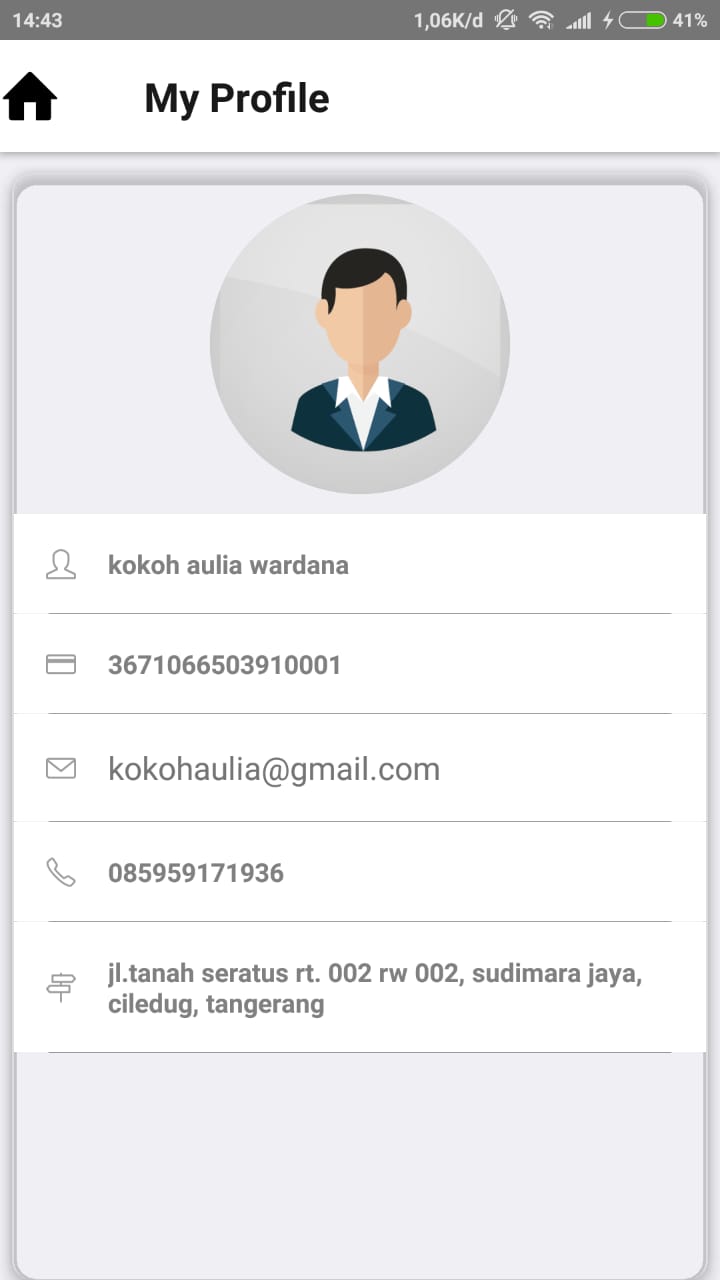 14:43 1,06K/d 41%
My Profile
kokoh aulia wardana
3671066503910001
kokohaulia@gmail.com
085959171936
jl.tanah seratus rt. 002 rw 002, sudimara jaya,
ciledug, tangerang